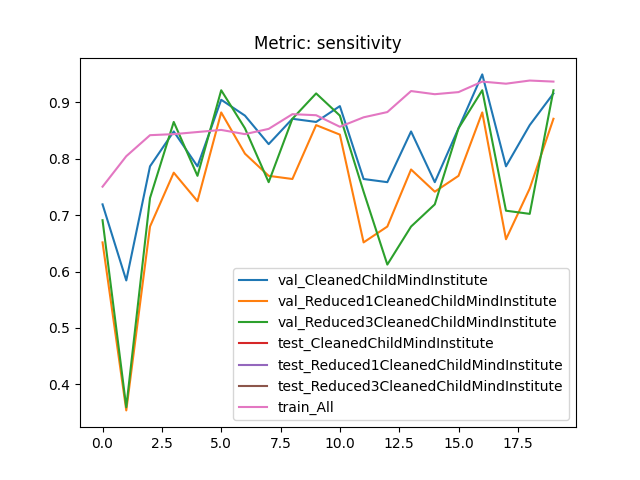 Metric: sensitivity
0.9
0.8
0.7
0.6
0.5
0.4
val_CleanedChildMindInstitute
val_Reduced1CleanedChildMindInstitute
val_Reduced3CleanedChildMindInstitute
test_CleanedChildMindInstitute
test_Reduced1CleanedChildMindInstitute
test_Reduced3CleanedChildMindInstitute
train_All
0.0 2.5 5.0 7.5 10.0 12.5 15.0 17.5